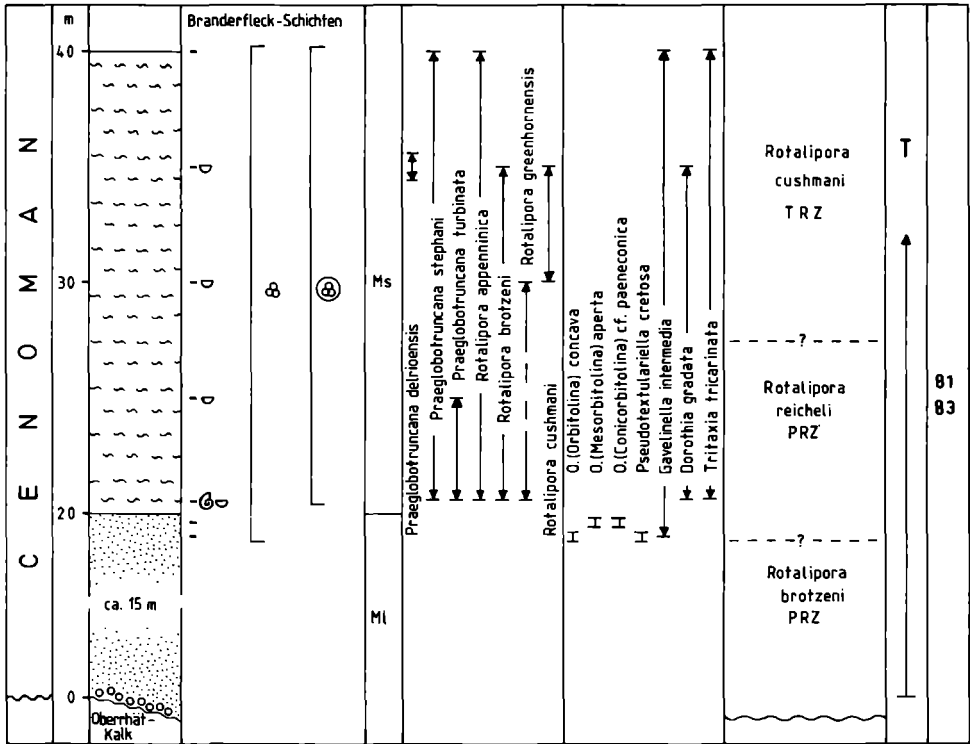 CENOMAN
m
40
30
20
0
ca. 15 m
Oberrhät-
Kalk
Branderfleck-Schichten
Ms
Ml
Praeglobotruncana delrioensis
Praeglobotruncana stephani
Praeglobotruncana turbinata
Rotalipora appenninica
Rotalipora brotzeni
Rotalipora greenhornensis
Rotalipora cushmani
O.(Orbitolina) concava
O.(Mesorbitolina) aperta
O.(Conicorbitolina) cf. paeneconica
Pseudotextulariella cretosa
Gavelinella intermedia
Dorothia gradata
Tritaxia tricarinata
Rotalipora
cushmani
TRZ
-?-
Rotalipora
reicheli
PRZ
-?-
Rotalipora
brotzeni
PRZ
T
81
83